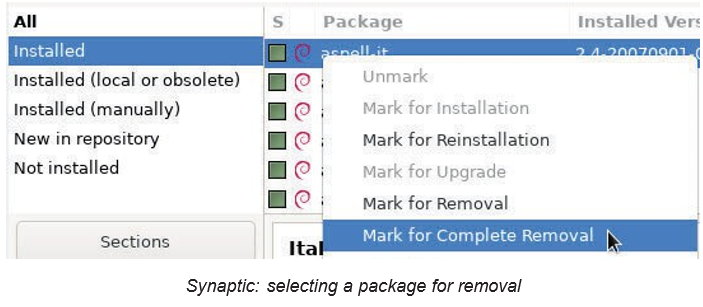 All
S Package Installed Vers
Installed
aspell-it 2.4-20070901-0
Installed (local or obsolete)
Installed (manually)
New in repository
Not installed
Unmark
Mark for Installation
Mark for Reinstallation
Mark for Upgrade
Mark for Removal
Mark for Complete Removal
Sections
Ital
Synaptic: selecting a package for removal